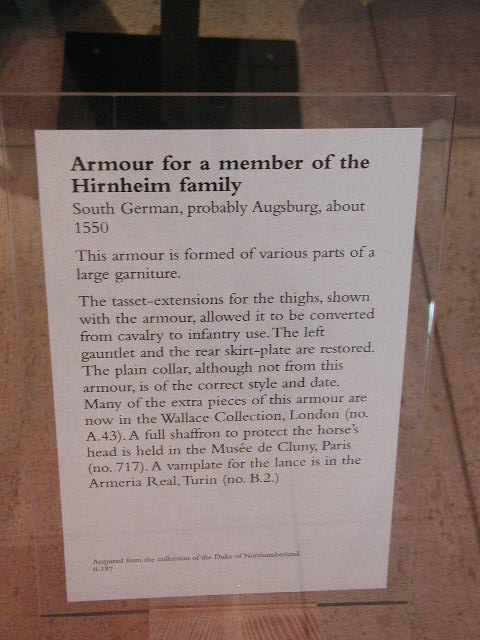 Armour for a member of the
Hirnheim family
South German, probably Augsburg, about
1550
This armour is formed of various parts of a
large garniture.
The tasset-extensions for the thighs, shown
with the armour, allowed it to be converted
from cavalry to infantry use. The left
gauntlet and the rear skirt-plate are restored.
The plain collar, although not from this
armour, is of the correct style and date.
Many of the extra pieces of this armour are
now in the Wallace Collection, London (no.
A.43). A full shaffron to protect the horse's
head is held in the Musée de Cluny, Paris
(no. 717). A vamplate for the lance is in the
Armeria Real, Turin (no. B.2.)
Acquired from the collection of the Duke of Northumberland.
II.187